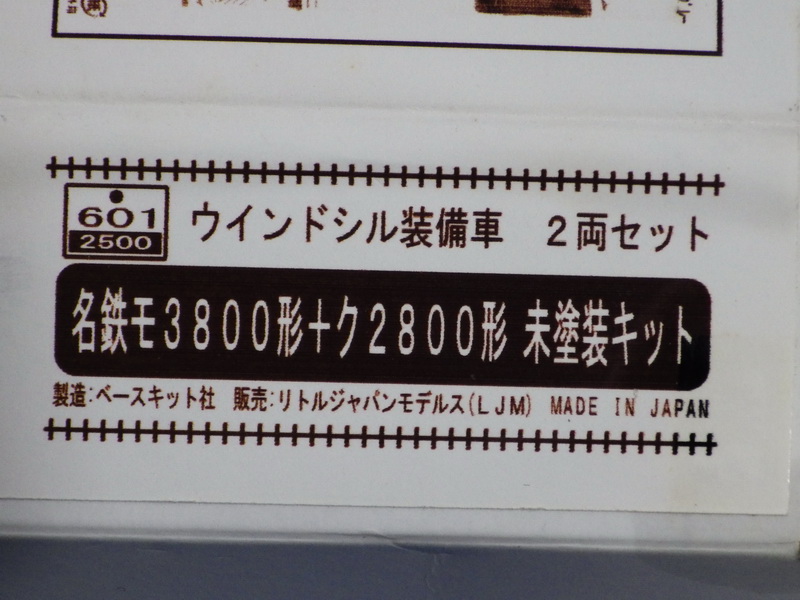 601
2500
ウインドシル装備車 2両セット
名鉄モ3800形+ク2800形 未塗装キット
製造:ベースキット社 販売:リトルジャパンモデルス(LJM) MADE IN JAPAN